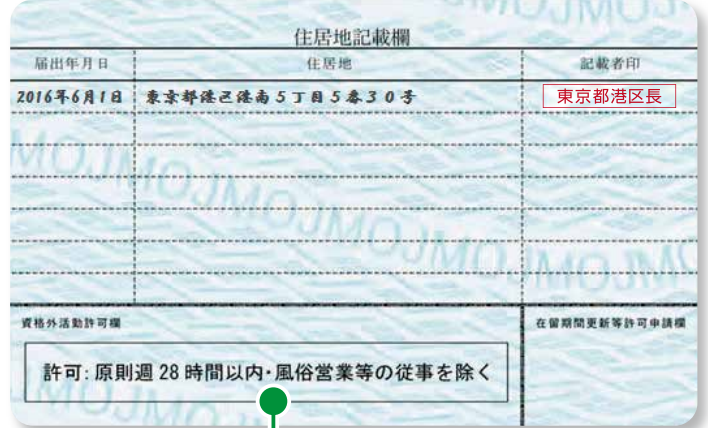 住居地記載欄
届出年月日 住居地 記載者印
2016年6月1日 東京都港区港南5丁目5番30号 東京都港区長
MOJMOJMOJMOJMOJMO
資格外活動許可欄 在留期間更新等許可申請欄
許可:原則週28時間以内・風俗営業等の従事を除く